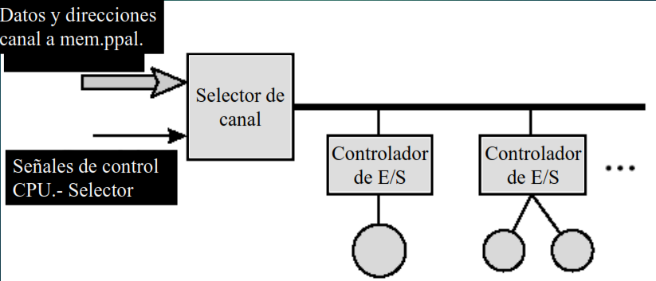 Datos y direcciones
canal a mem.ppal.
Selector de
canal
Señales de control
CPU.- Selector
Controlador
de E/S
Controlador
de E/S
...